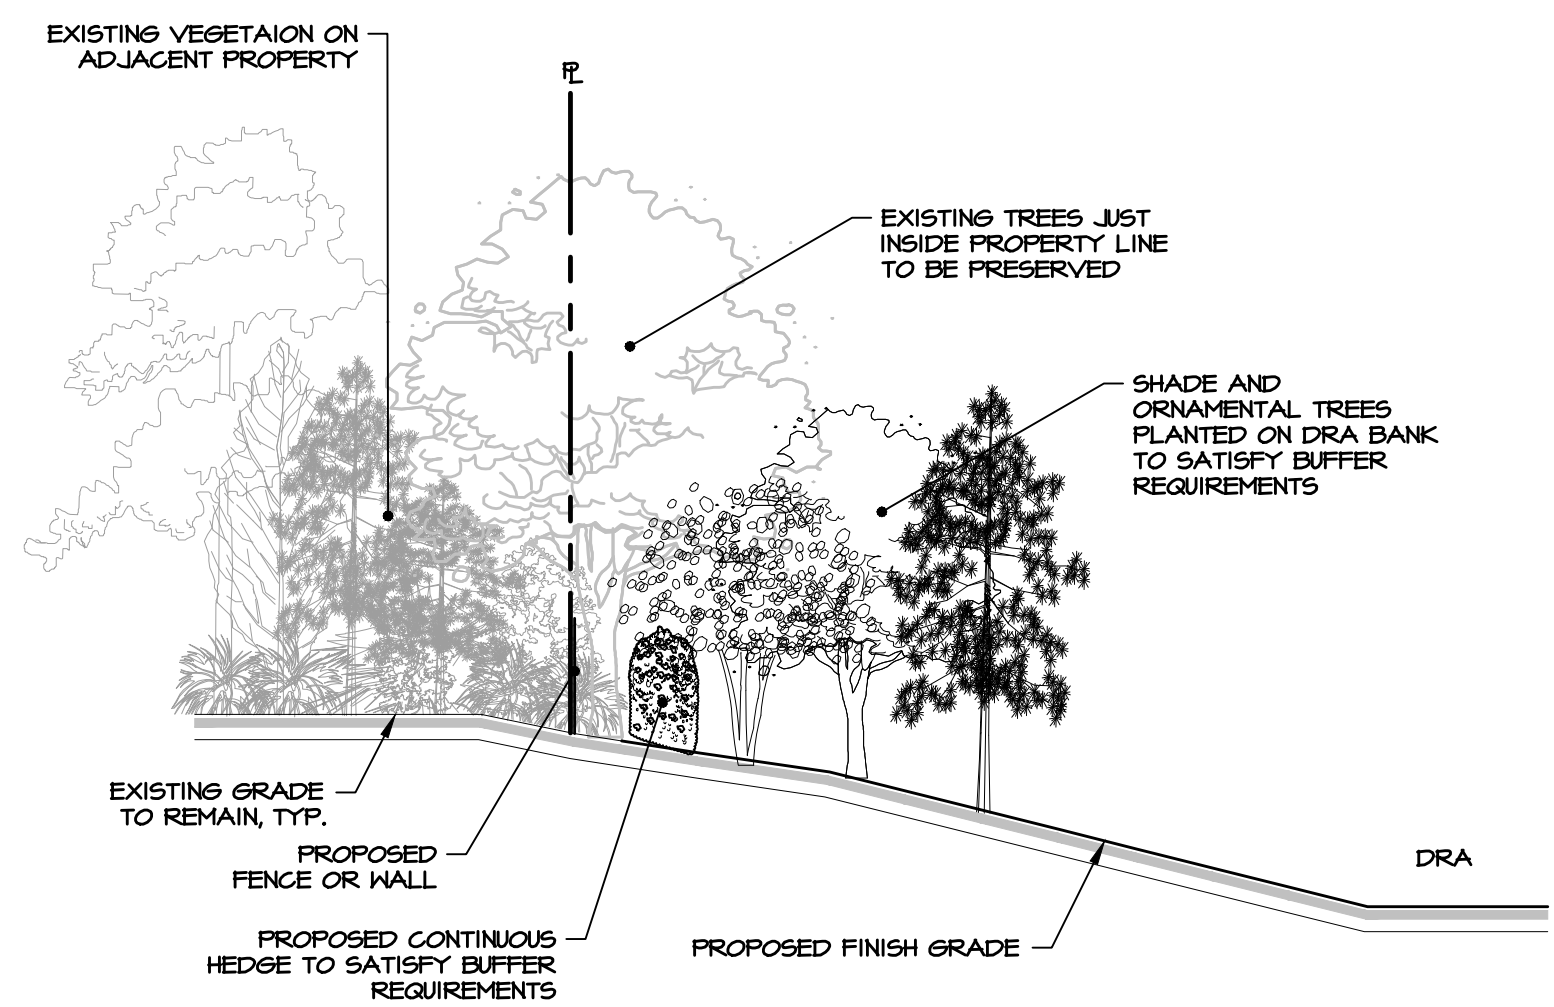 EXISTING VEGETAION ON
ADJACENT PROPERTY
PL
EXISTING TREES JUST
INSIDE PROPERTY LINE
TO BE PRESERVED
SHADE AND
ORNAMENTAL TREES
PLANTED ON DRA BANK
TO SATISFY BUFFER
REQUIREMENTS
EXISTING GRADE
TO REMAIN, TYP.
PROPOSED
FENCE OR WALL
DRA
PROPOSED CONTINUOUS
HEDGE TO SATISFY BUFFER
REQUIREMENTS
PROPOSED FINISH GRADE